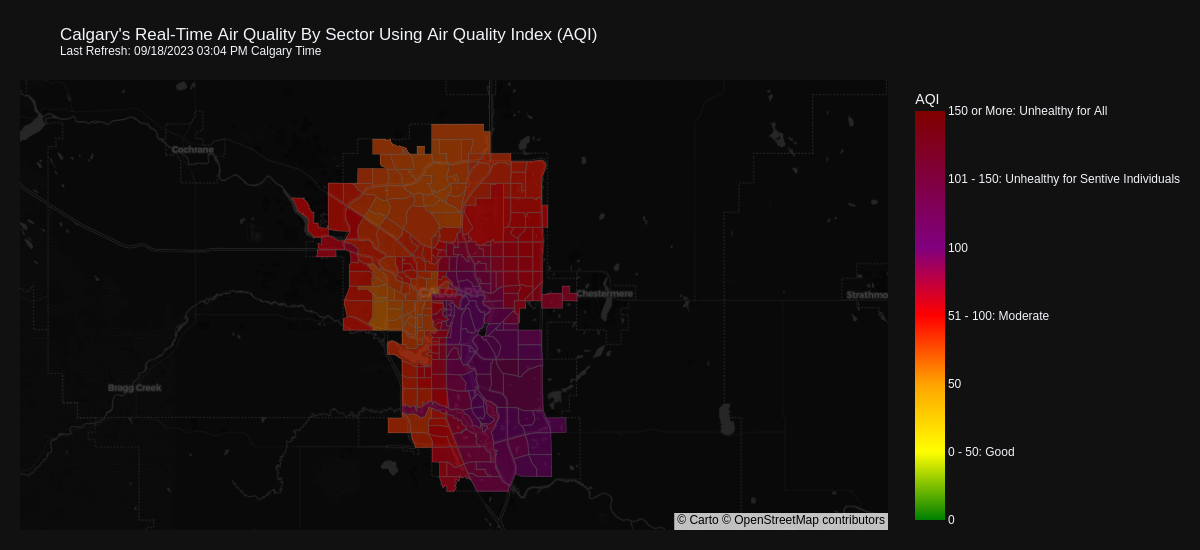 Calgary's Real-Time Air Quality By Sector Using Air Quality Index (AQI)
Last Refresh: 09/18/2023 03:04 PM Calgary Time
AQI
150 or More: Unhealthy for All
Cochrane
101 - 150: Unhealthy for Sentive Individuals
100
CALGARY
Chestermere
Strathmo
51 - 100: Moderate
Bragg Creek
50
0 - 50: Good
© Carto © OpenStreetMap contributors
0